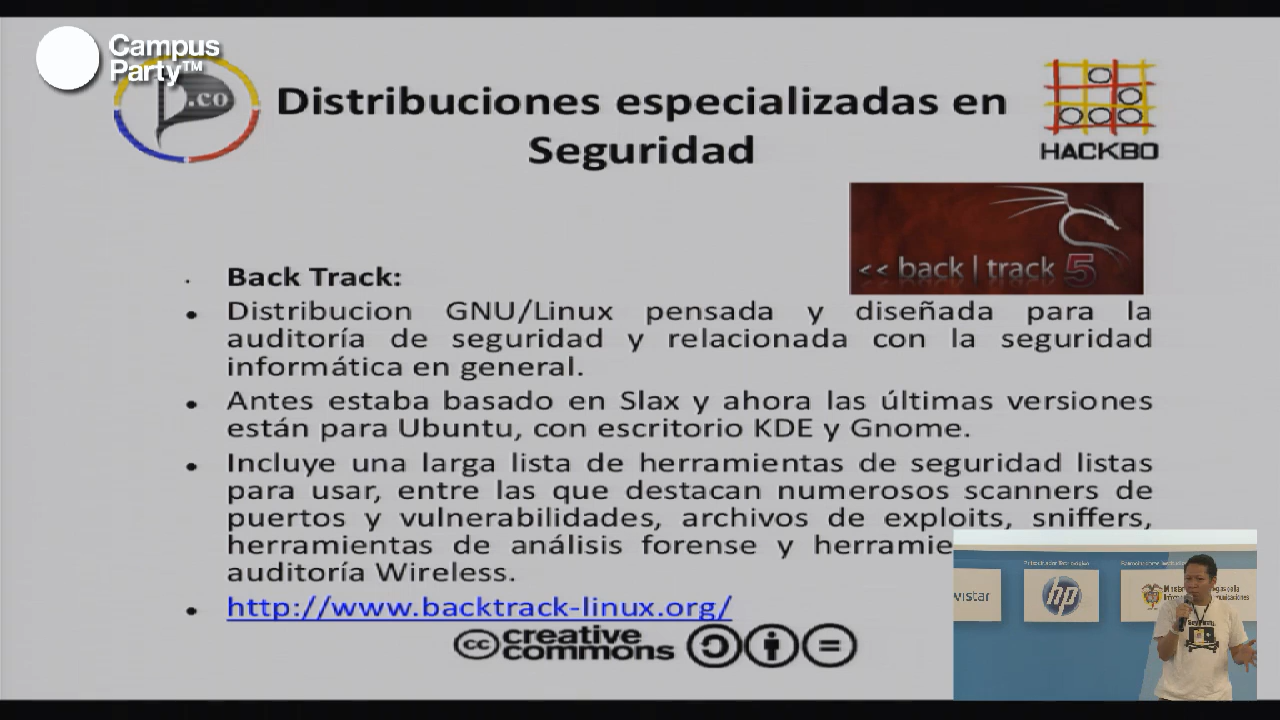 Campus
Party™
.co
Distribuciones especializadas en
Seguridad
HACKBO
<< back | track 5
Back Track:
Distribucion GNU/Linux pensada y diseñada para la
auditoría de seguridad y relacionada con la seguridad
informática en general.
Antes estaba basado en Slax y ahora las últimas versiones
están para Ubuntu, con escritorio KDE y Gnome.
Incluye una larga lista de herramientas de seguridad listas
para usar, entre las que destacan numerosos scanners de
puertos y vulnerabilidades, archivos de exploits, sniffers,
herramientas de análisis forense y herramie
auditoría Wireless.
http://www.backtrack-linux.org/
cc creative
commons
vistar
hp